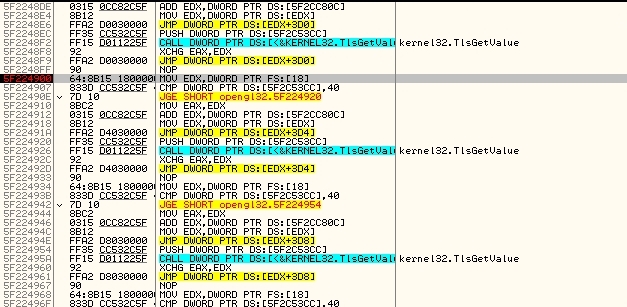 5F2248DE 0315 0CC82C5F ADD EDX,DWORD PTR DS:[5F2CC80C]
5F2248E4 8B12 MOV EDX,DWORD PTR DS:[EDX]
5F2248E6 FFA2 D0030000 JMP DWORD PTR DS:[EDX+3D0]
5F2248EC FF35 CC532C5F PUSH DWORD PTR DS:[5F2C53CC]
5F2248F2 FF15 D011225F CALL DWORD PTR DS:[<&KERNEL32.TlsGetVal kernel32.TlsGetValue
5F2248F8 92 XCHG EAX,EDX
5F2248F9 FFA2 D0030000 JMP DWORD PTR DS:[EDX+3D0]
5F2248FF 90 NOP
5F224900 64:8B15 1800000 MOV EDX,DWORD PTR FS:[18]
5F224907 833D CC532C5F CMP DWORD PTR DS:[5F2C53CC],40
5F22490E 7D 10 JGE SHORT opengl32.5F224920
5F224910 8BC2 MOV EAX,EDX
5F224912 0315 0CC82C5F ADD EDX,DWORD PTR DS:[5F2CC80C]
5F224918 8B12 MOV EDX,DWORD PTR DS:[EDX]
5F22491A FFA2 D4030000 JMP DWORD PTR DS:[EDX+3D4]
5F224920 FF35 CC532C5F PUSH DWORD PTR DS:[5F2C53CC]
5F224926 FF15 D011225F CALL DWORD PTR DS:[<&KERNEL32.TlsGetVal kernel32.TlsGetValue
5F22492C 92 XCHG EAX,EDX
5F22492D FFA2 D4030000 JMP DWORD PTR DS:[EDX+3D4]
5F224933 90 NOP
5F224934 64:8B15 1800000 MOV EDX,DWORD PTR FS:[18]
5F22493B 833D CC532C5F CMP DWORD PTR DS:[5F2C53CC],40
5F224942 7D 10 JGE SHORT opengl32.5F224954
5F224944 8BC2 MOV EAX,EDX
5F224946 0315 0CC82C5F ADD EDX,DWORD PTR DS:[5F2CC80C]
5F22494C 8B12 MOV EDX,DWORD PTR DS:[EDX]
5F22494E FFA2 D8030000 JMP DWORD PTR DS:[EDX+3D8]
5F224954 FF35 CC532C5F PUSH DWORD PTR DS:[5F2C53CC]
5F22495A FF15 D011225F CALL DWORD PTR DS:[<&KERNEL32.TlsGetVal kernel32.TlsGetValue
5F224960 92 XCHG EAX,EDX
5F224961 FFA2 D8030000 JMP DWORD PTR DS:[EDX+3D8]
5F224967 90 NOP
5F224968 64:8B15 1800000 MOV EDX,DWORD PTR FS:[18]
5F22496F 833D CC532C5F CMP DWORD PTR DS:[5F2C53CC],40